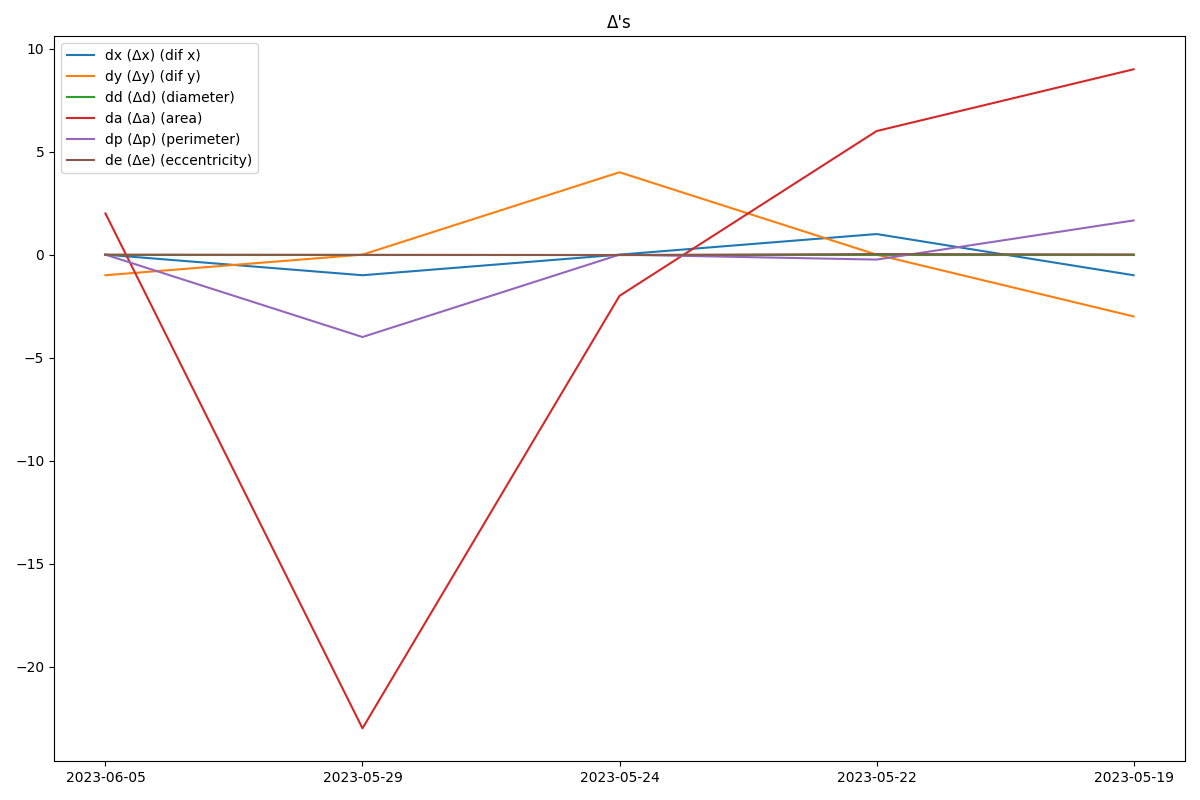 Δ's
dx (Δx) (dif x)
dy (Δy) (dif y)
dd (Δd) (diameter)
da (Δa) (area)
dp (Δp) (perimeter)
de (Δe) (eccentricity)
10
5
0
−5
−10
−15
−20
2023-06-05 2023-05-29 2023-05-24 2023-05-22 2023-05-19